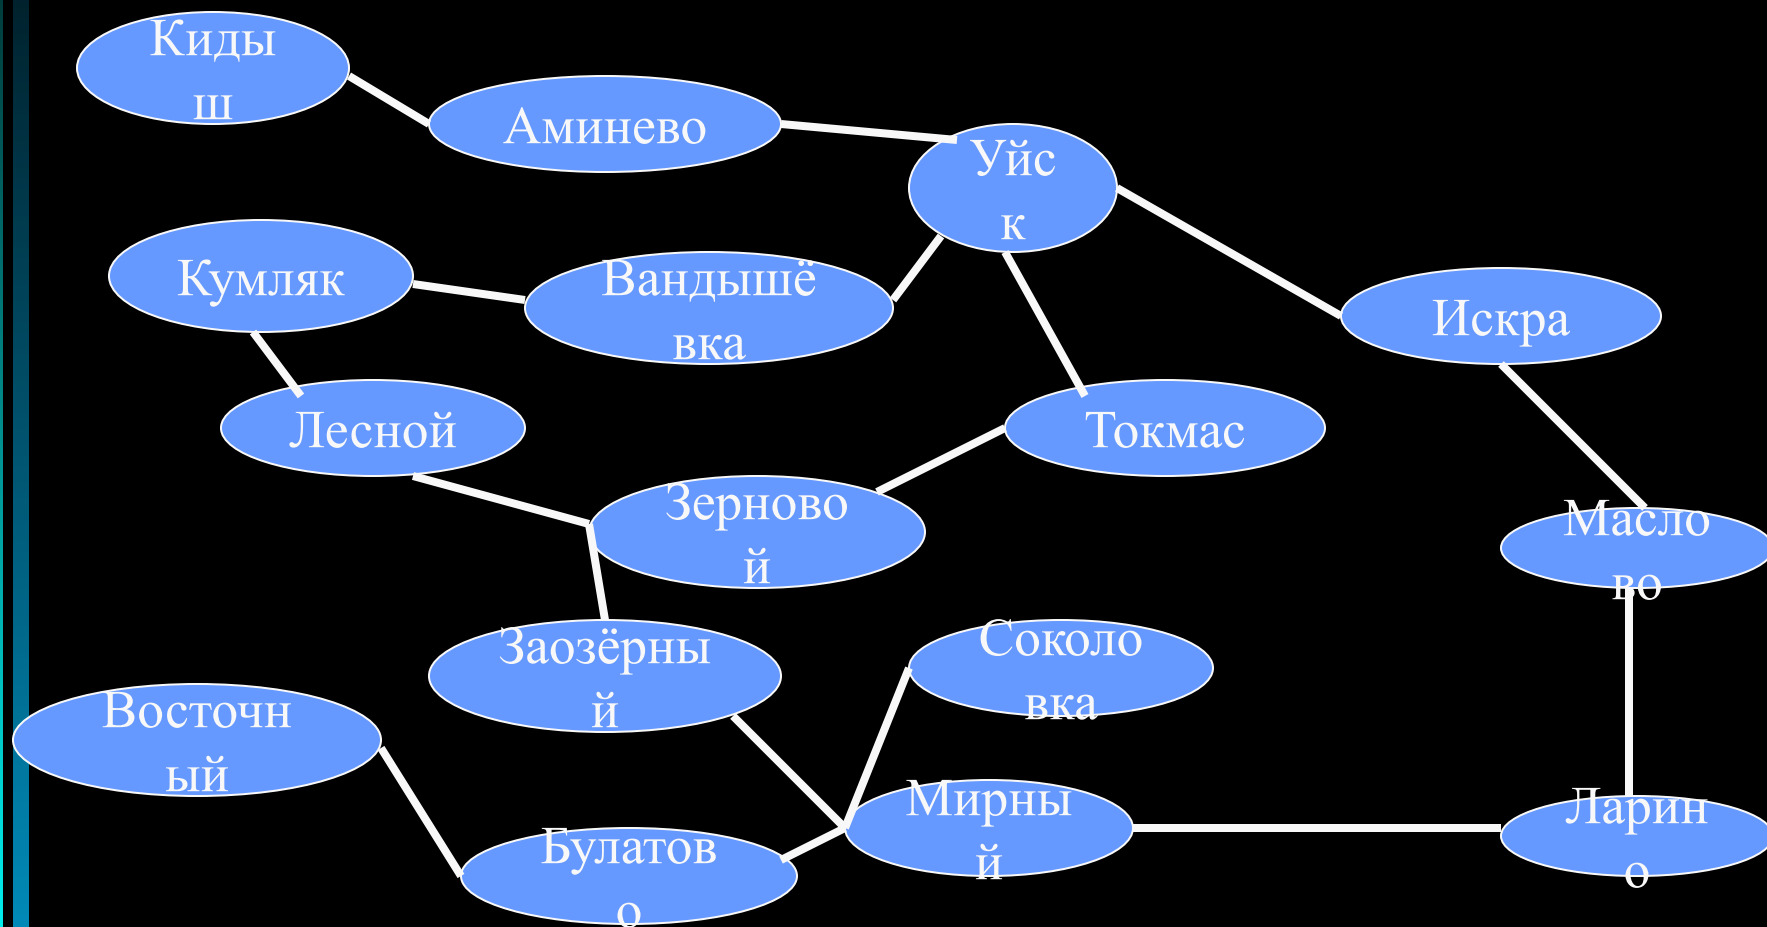 Киды
ш
Аминево
Уйс
к
Кумляк
Вандышё
вка
Искра
Лесной
Токмас
Зерново
й
Масло
во
Заозёрны
й
Соколо
вка
Восточн
ый
Мирны
й
Ларин
о
Булатов
о